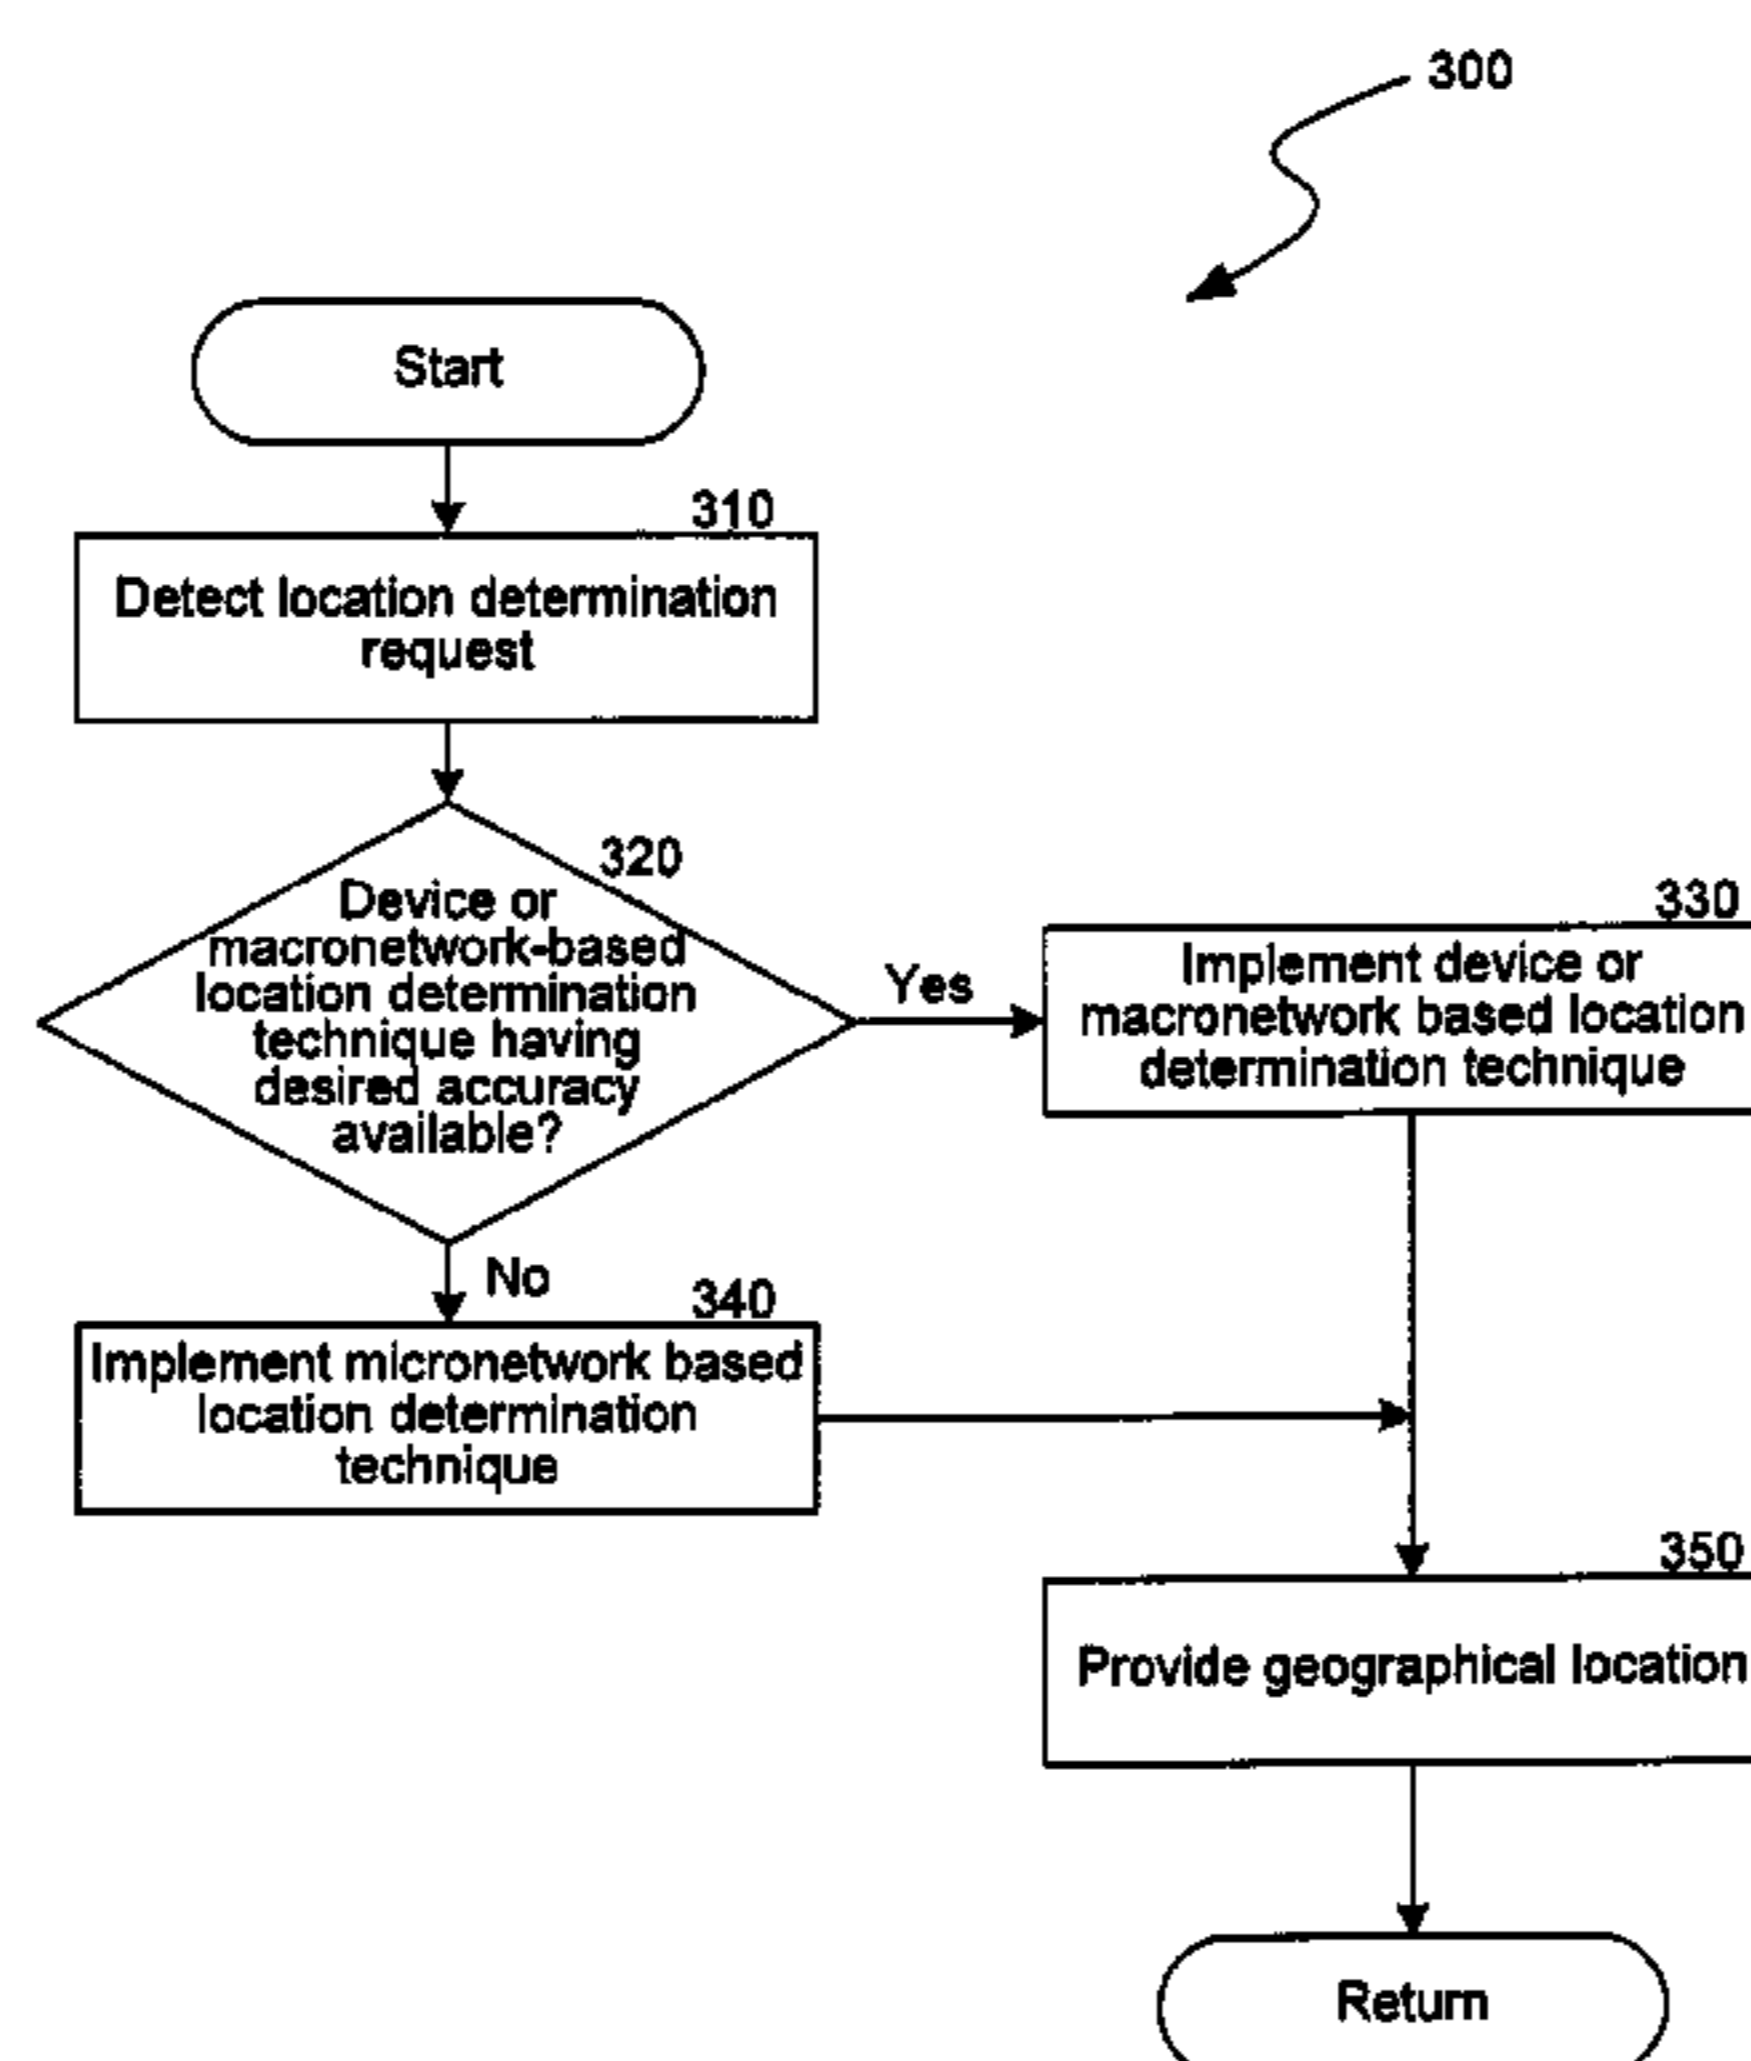 300
Start
310
Detect location determination
request
320
Device or
macronetwork-based
location determination
technique having
desired accuracy
available?
Yes
330
Implement device or
macronetwork based location
determination technique
No
340
Implement micronetwork based
location determination
technique
350
Provide geographical location
Return